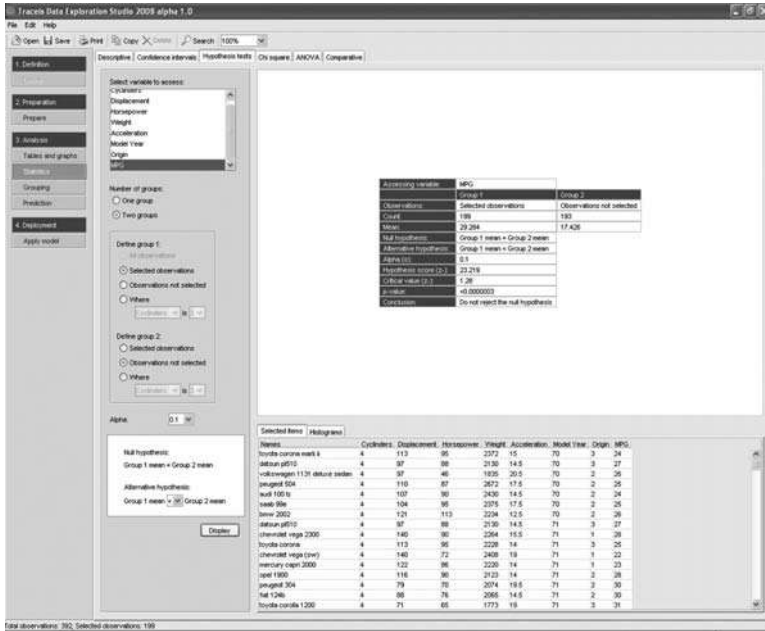 Traceis Data Exploration Studio 2009 alpha 1.0
File Edit Help
Open Save Print Copy Delete Search 100%
1. Definition
2. Preparation
Prepare
3. Analysis
Tables and graphs
Statistics
Grouping
Prediction
4. Deployment
Apply model
Descriptive Confidence intervals Hypothesis tests Chi square ANOVA Comparative
Select variable to assess:
Cyclinders
Displacement
Horsepower
Weight
Acceleration
Model Year
Origin
MPG
Number of groups:
One group
Two groups
Define group 1:
All observations
Selected observations
Observations not selected
Where
Cyclinders
Define group 2:
Selected observations
Observations not selected
Where
Cyclinders
Alpha: 0.1
Null hypothesis:
Group 1 mean = Group 2 mean
Alternative hypothesis:
Group 1 mean Group 2 mean
Display
Assessing variable: MPG
Group 1 Group 2
Observations: Selected observations Observations not selected
Count: 199 193
Mean: 29.284 17.426
Null hypothesis: Group 1 mean = Group 2 mean
Alternative hypothesis: Group 1 mean Group 2 mean
Alpha (α): 0.1
Hypothesis score (z-): 23.219
Critical value (z-): 1.28
p-value: <0.0000003
Conclusion: Do not reject the null hypothesis
Selected items Histograms
Names Cyclinders Displacement Horsepower Weight Acceleration Model Year Origin MPG
toyota corona mark ii 4 113 95 2372 15 70 3 24
datsun pl510 4 97 88 2130 14.5 70 3 27
volkswagen 1131 deluxe sedan 4 97 46 1835 20.5 70 2 26
peugeot 504 4 110 87 2672 17.5 70 2 25
audi 100 ls 4 107 90 2430 14.5 70 2 24
saab 99e 4 104 95 2375 17.5 70 2 25
bmw 2002 4 121 113 2234 12.5 70 2 26
datsun pl510 4 97 88 2130 14.5 71 3 27
chevrolet vega 2300 4 140 90 2264 15.5 71 1 28
toyota corona 4 113 95 2228 14 71 3 25
chevrolet vega (sw) 4 140 72 2408 19 71 1 22
mercury capri 2000 4 122 86 2220 14 71 1 23
opel 1900 4 116 90 2123 14 71 2 28
peugeot 304 4 79 70 2074 19.5 71 2 30
fiat 124b 4 88 76 2065 14.5 71 2 30
toyota corolla 1200 4 71 65 1773 19 71 3 31
Total observations: 392, Selected observations: 199